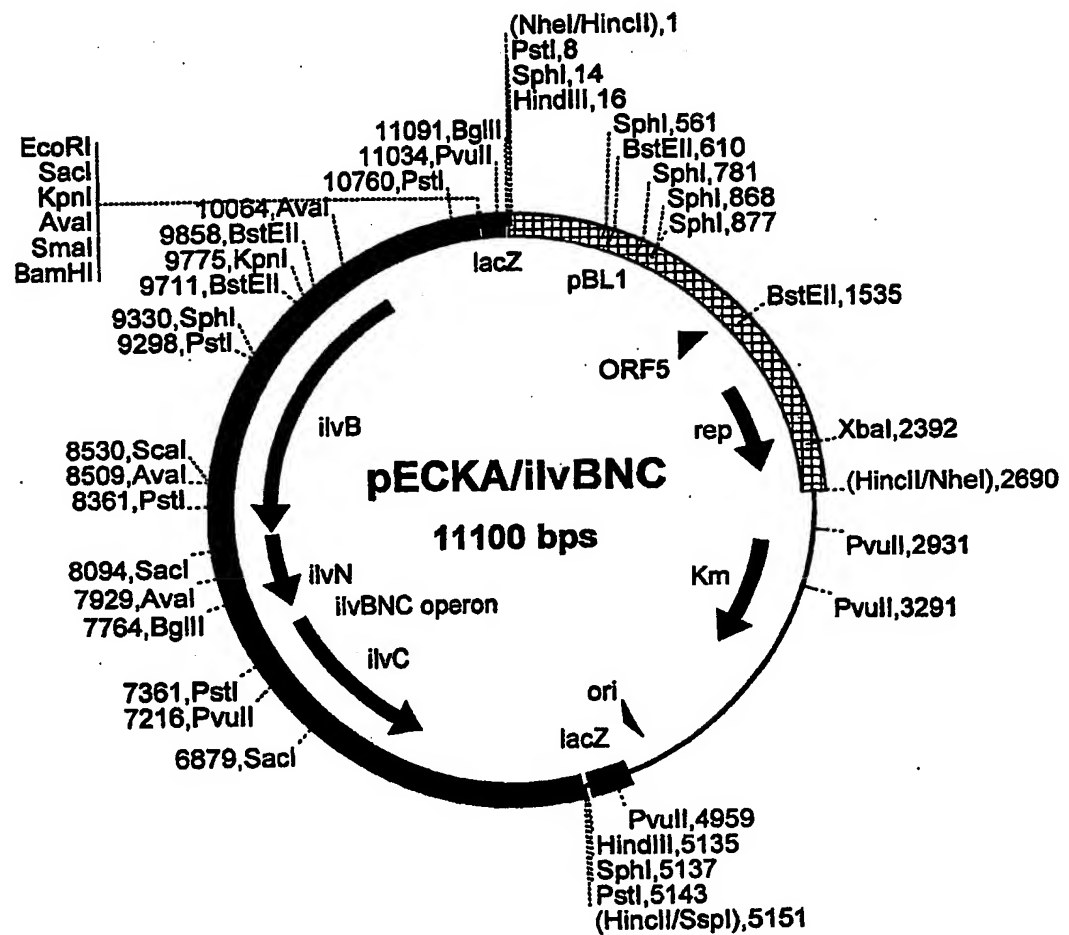 (NheI/HincII),1
PstI,8
SphI,14
HindIII,16
11091,BglII
11034,PvuII
10760,PstI
EcoRI
SacI
KpnI
AvaI
SmaI
BamHI
10064,AvaI
9858,BstEII
9775,KpnI
9711,BstEII
9330,SphI
9298,PstI
8530,ScaI
8509,AvaI
8361,PstI
8094,SacI
7929,AvaI
7764,BglII
7361,PstI
7216,PvuII
6879,SacI
SphI,561
BstEII,610
SphI,781
SphI,868
SphI,877
BstEII,1535
XbaI,2392
(HincII/NheI),2690
PvuII,2931
PvuII,3291
lacZ
pBL1
ORF5
rep
ilvB
pECKA/ilvBNC
11100 bps
Km
ilvN
ilvBNC operon
ilvC
ori
lacZ
PvuII,4959
HindIII,5135
SphI,5137
PstI,5143
(HincII/SspI),5151